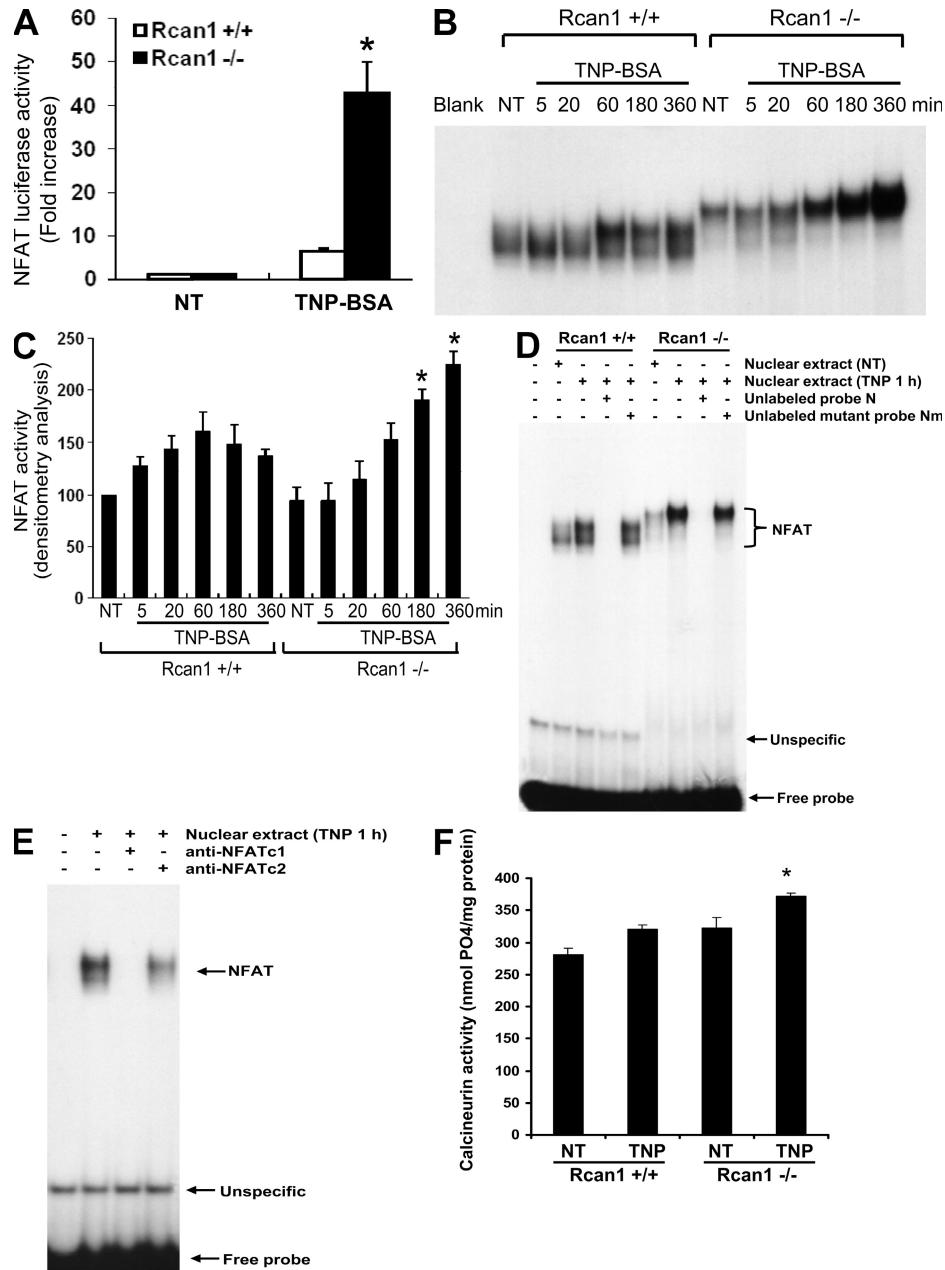 A
NFAT luciferase activity
(Fold increase)
60
50
40
30
20
10
0
Rcan1 +/+
Rcan1 -/-
*
NT
TNP-BSA
B
Rcan1 +/+
Rcan1 -/-
TNP-BSA
TNP-BSA
Blank NT 5 20 60 180 360 NT 5 20 60 180 360 min
C
NFAT activity
(densitometry analysis)
250
200
150
100
50
0
*
*
NT 5 20 60 180 360 NT 5 20 60 180 360 min
TNP-BSA
TNP-BSA
Rcan1 +/+
Rcan1 -/-
D
Rcan1 +/+
Rcan1 -/-
- + - - - + - - - Nuclear extract (NT)
- - + + + - + + + Nuclear extract (TNP 1 h)
- - - + - - - + - Unlabeled probe N
- - - - + - - - + Unlabeled mutant probe Nm
NFAT
Unspecific
Free probe
E
- + + + Nuclear extract (TNP 1 h)
- - + - anti-NFATc1
- - - + anti-NFATc2
NFAT
Unspecific
Free probe
F
Calcineurin activity (nmol PO4/mg protein)
400
350
300
250
200
150
100
50
0
*
NT TNP NT TNP
Rcan1 +/+
Rcan1 -/-